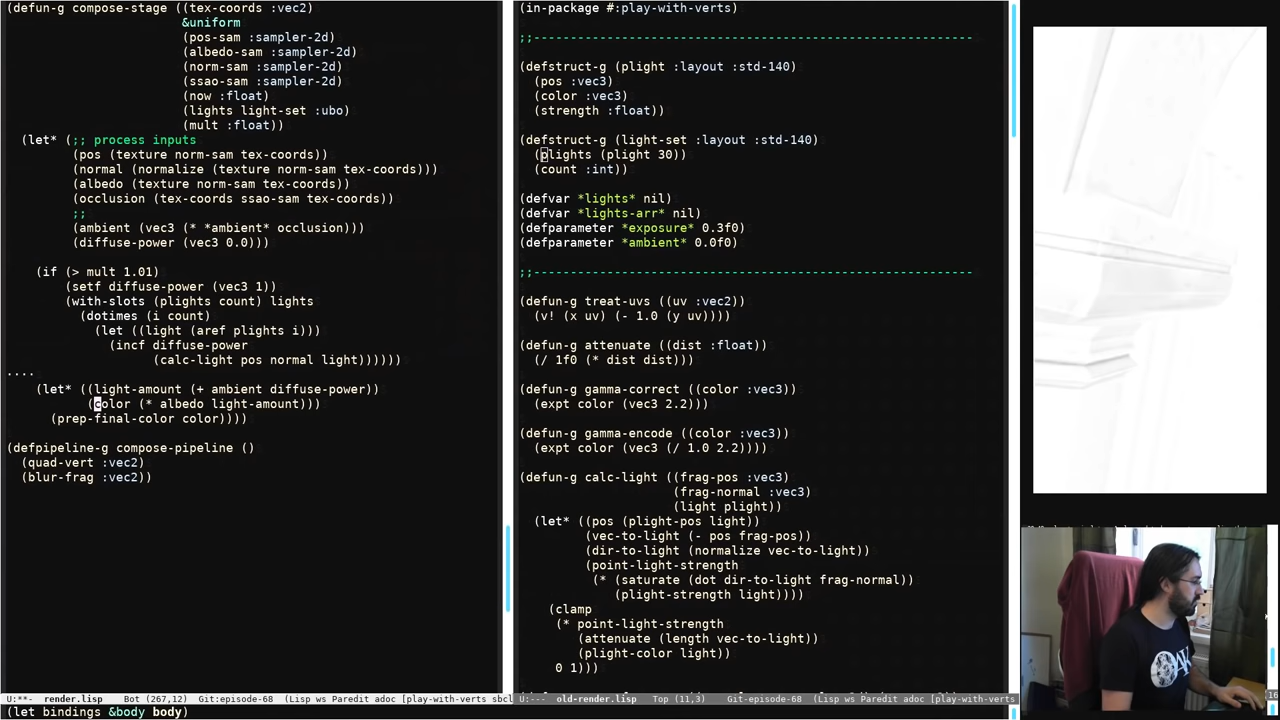 (defun-g compose-stage ((tex-coords :vec2)
                        &uniform
                        (pos-sam :sampler-2d)
                        (albedo-sam :sampler-2d)
                        (norm-sam :sampler-2d)
                        (ssao-sam :sampler-2d)
                        (now :float)
                        (lights light-set :ubo)
                        (mult :float))
  (let* (;; process inputs
         (pos (texture norm-sam tex-coords))
         (normal (normalize (texture norm-sam tex-coords)))
         (albedo (texture norm-sam tex-coords))
         (occlusion (tex-coords ssao-sam tex-coords))
         ;;
         (ambient (vec3 (* *ambient* occlusion)))
         (diffuse-power (vec3 0.0)))
    (if (> mult 1.01)
        (setf diffuse-power (vec3 1))
        (with-slots (plights count) lights
          (dotimes (i count)
            (let ((light (aref plights i)))
              (incf diffuse-power
                    (calc-light pos normal light))))))
....
    (let* ((light-amount (+ ambient diffuse-power))
           (color (* albedo light-amount)))
      (prep-final-color color))))
(defpipeline-g compose-pipeline ()
  (quad-vert :vec2)
  (blur-frag :vec2))
U:**-  render.lisp   Bot (267,12)  Git:episode-68  (Lisp ws Paredit adoc [play-with-verts sbcl
(let bindings &body body)
(in-package #:play-with-verts)
;;------------------------------------------------------------
(defstruct-g (plight :layout :std-140)
  (pos :vec3)
  (color :vec3)
  (strength :float))
(defstruct-g (light-set :layout :std-140)
  (plights (plight 30))
  (count :int))
(defvar *lights* nil)
(defvar *lights-arr* nil)
(defparameter *exposure* 0.3f0)
(defparameter *ambient* 0.0f0)
;;------------------------------------------------------------
(defun-g treat-uvs ((uv :vec2))
  (v! (x uv) (- 1.0 (y uv))))
(defun-g attenuate ((dist :float))
  (/ 1f0 (* dist dist)))
(defun-g gamma-correct ((color :vec3))
  (expt color (vec3 2.2)))
(defun-g gamma-encode ((color :vec3))
  (expt color (vec3 (/ 1.0 2.2))))
(defun-g calc-light ((frag-pos :vec3)
                     (frag-normal :vec3)
                     (light plight))
  (let* ((pos (plight-pos light))
         (vec-to-light (- pos frag-pos))
         (dir-to-light (normalize vec-to-light))
         (point-light-strength
          (* (saturate (dot dir-to-light frag-normal))
             (plight-strength light))))
    (clamp
     (* point-light-strength
        (attenuate (length vec-to-light))
        (plight-color light))
     0 1)))
U:---  old-render.lisp   Top (11,3)   Git:episode-68  (Lisp ws Paredit adoc [play-with-verts